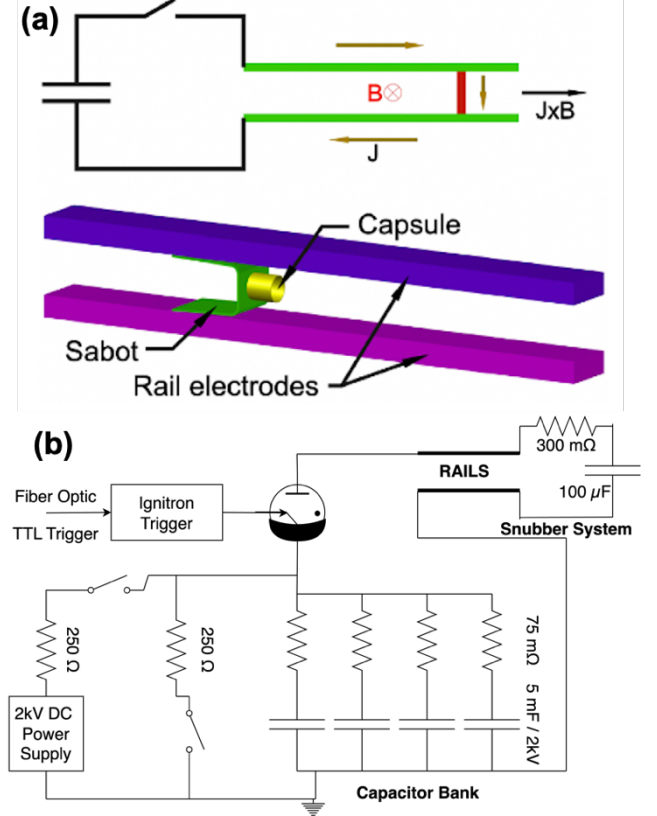 (a)
B⊗
JxB
J
Capsule
Sabot
Rail electrodes
(b)
300 mΩ
RAILS
100 µF
Snubber System
Fiber Optic
TTL Trigger
Ignitron
Trigger
250 Ω
250 Ω
75 mΩ
5 mF / 2kV
2kV DC
Power
Supply
Capacitor Bank